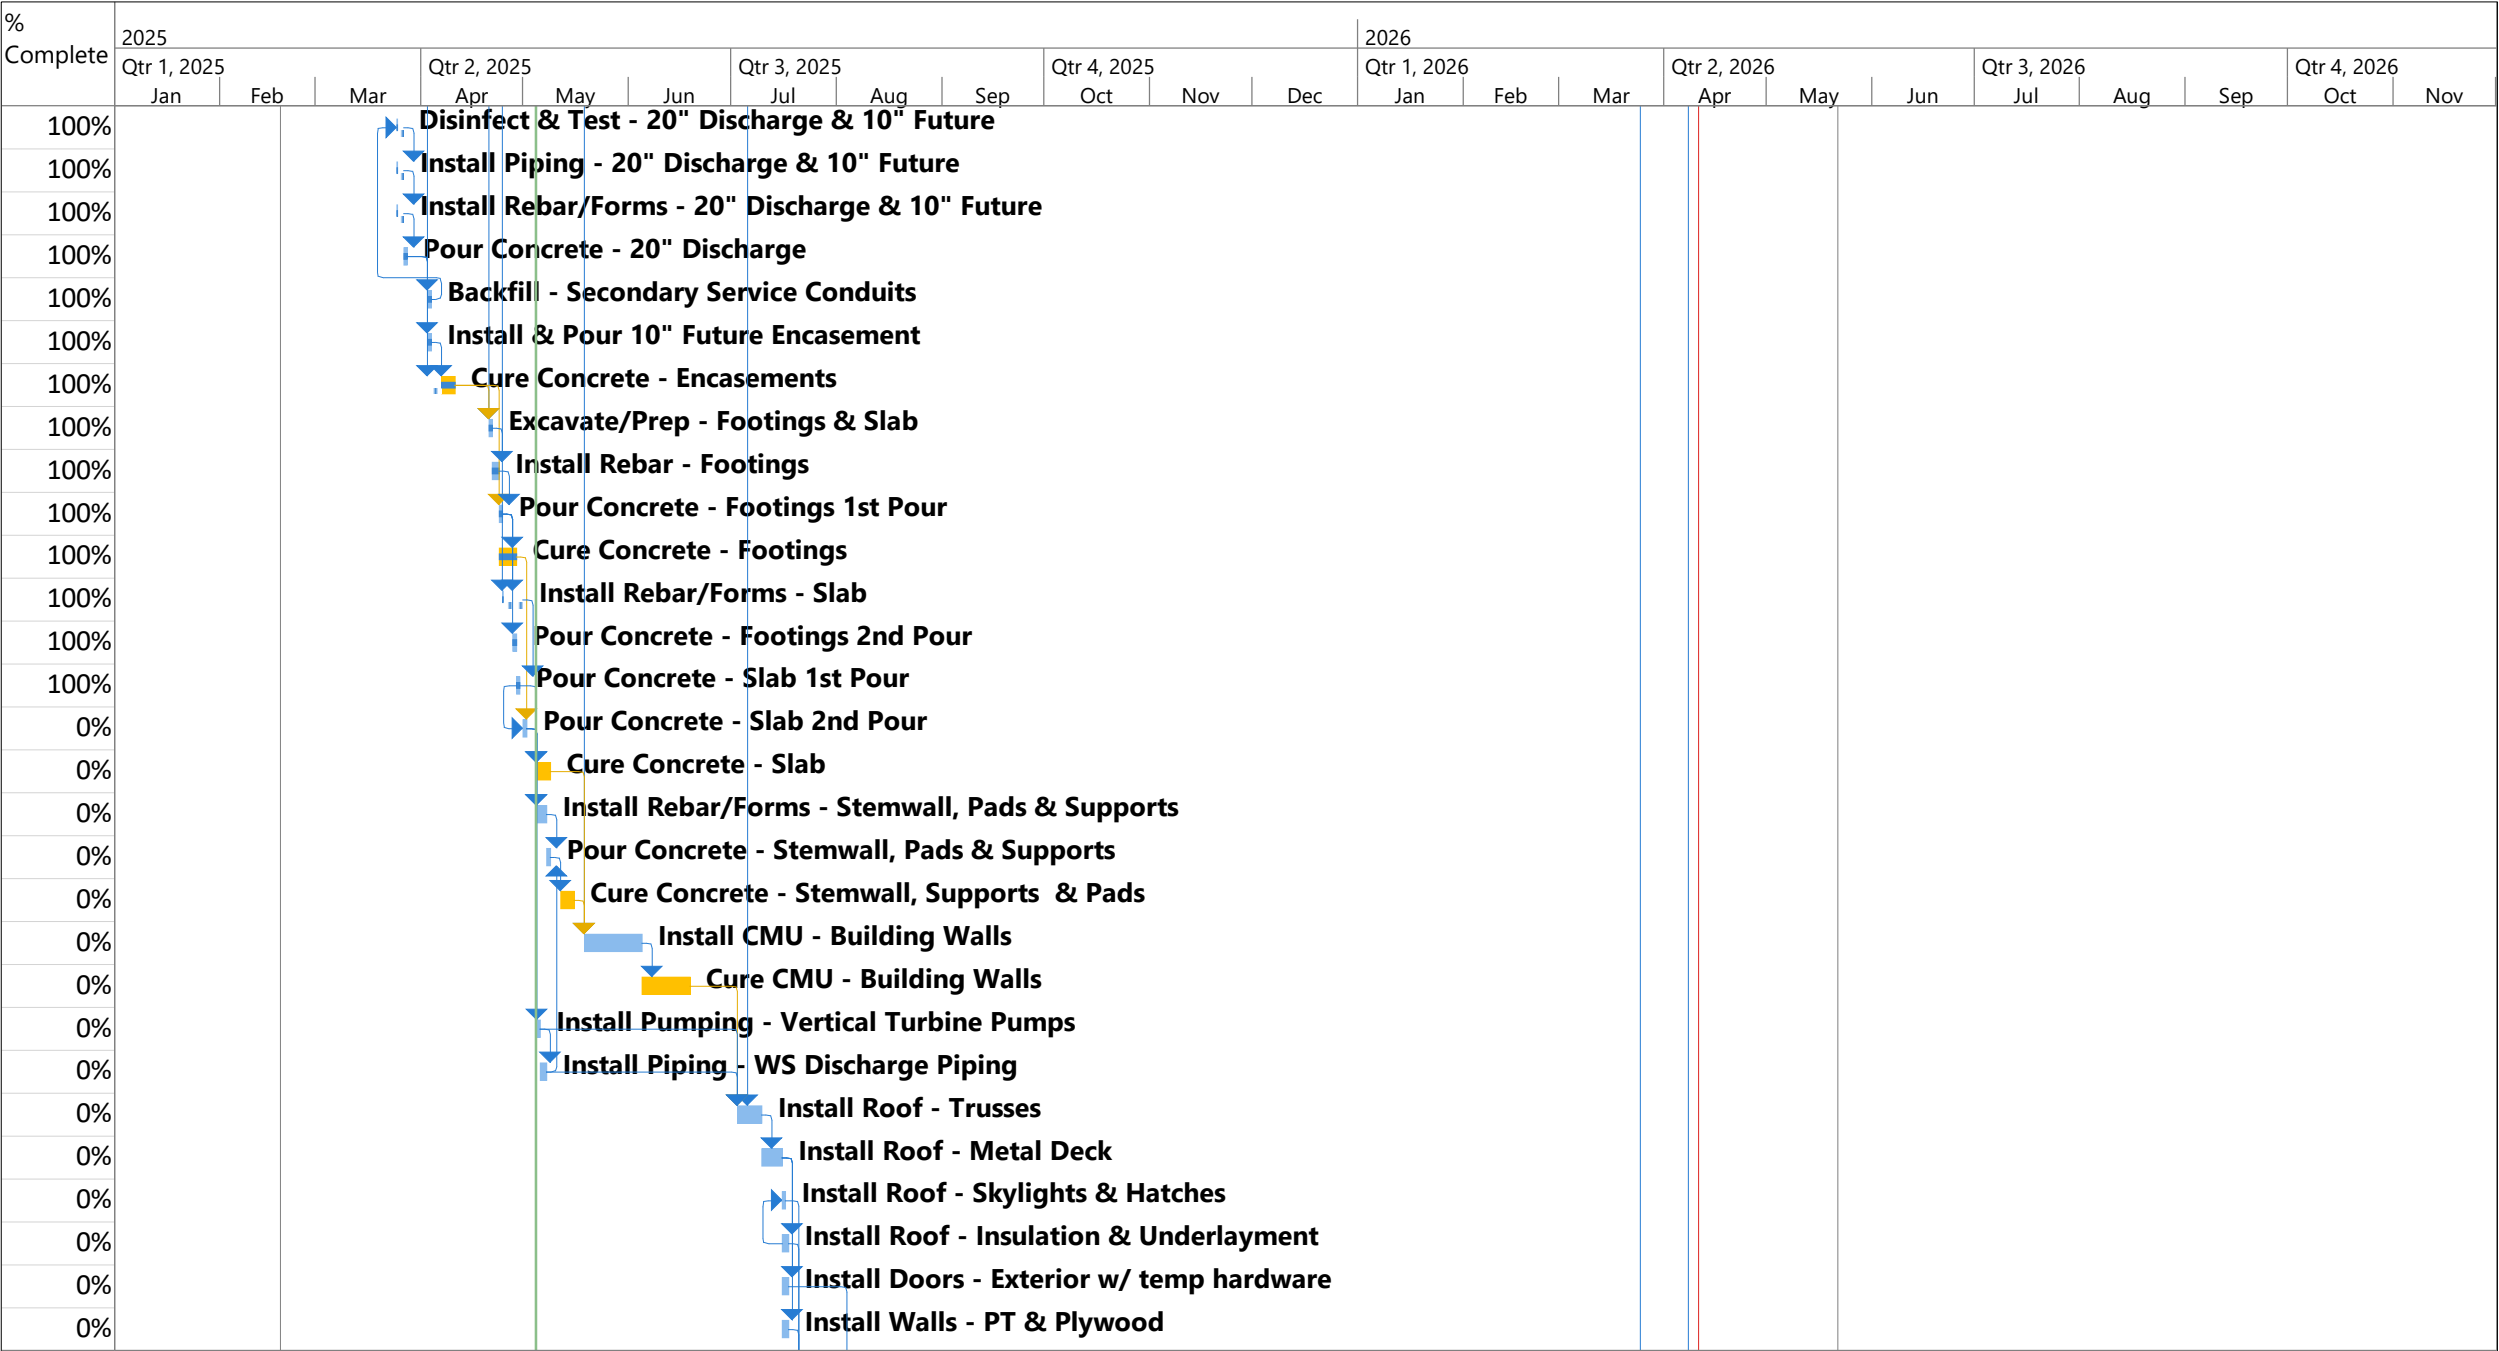 %
Complete
2025
2026
Qtr 1, 2025 Qtr 2, 2025 Qtr 3, 2025 Qtr 4, 2025 Qtr 1, 2026 Qtr 2, 2026 Qtr 3, 2026 Qtr 4, 2026
Jan Feb Mar Apr May Jun Jul Aug Sep Oct Nov Dec Jan Feb Mar Apr May Jun Jul Aug Sep Oct Nov
100% Disinfect & Test - 20" Discharge & 10" Future
100% Install Piping - 20" Discharge & 10" Future
100% Install Rebar/Forms - 20" Discharge & 10" Future
100% Pour Concrete - 20" Discharge
100% Backfill - Secondary Service Conduits
100% Install & Pour 10" Future Encasement
100% Cure Concrete - Encasements
100% Excavate/Prep - Footings & Slab
100% Install Rebar - Footings
100% Pour Concrete - Footings 1st Pour
100% Cure Concrete - Footings
100% Install Rebar/Forms - Slab
100% Pour Concrete - Footings 2nd Pour
100% Pour Concrete - Slab 1st Pour
0% Pour Concrete - Slab 2nd Pour
0% Cure Concrete - Slab
0% Install Rebar/Forms - Stemwall, Pads & Supports
0% Pour Concrete - Stemwall, Pads & Supports
0% Cure Concrete - Stemwall, Supports  & Pads
0% Install CMU - Building Walls
0% Cure CMU - Building Walls
0% Install Pumping - Vertical Turbine Pumps
0% Install Piping - WS Discharge Piping
0% Install Roof - Trusses
0% Install Roof - Metal Deck
0% Install Roof - Skylights & Hatches
0% Install Roof - Insulation & Underlayment
0% Install Doors - Exterior w/ temp hardware
0% Install Walls - PT & Plywood